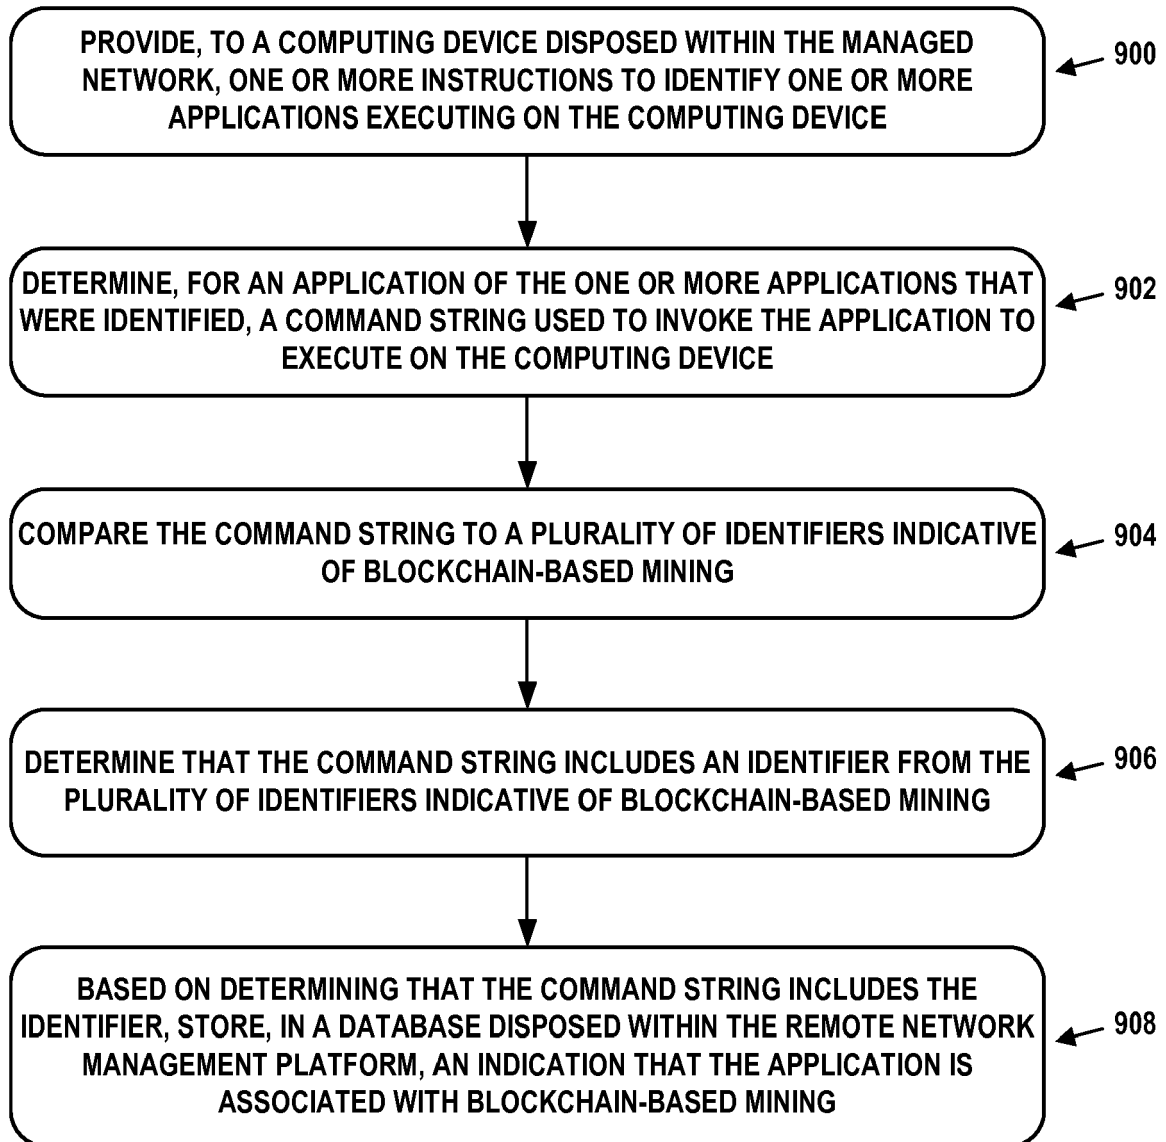 PROVIDE, TO A COMPUTING DEVICE DISPOSED WITHIN THE MANAGED
NETWORK, ONE OR MORE INSTRUCTIONS TO IDENTIFY ONE OR MORE
APPLICATIONS EXECUTING ON THE COMPUTING DEVICE
900
DETERMINE, FOR AN APPLICATION OF THE ONE OR MORE APPLICATIONS THAT
WERE IDENTIFIED, A COMMAND STRING USED TO INVOKE THE APPLICATION TO
EXECUTE ON THE COMPUTING DEVICE
902
COMPARE THE COMMAND STRING TO A PLURALITY OF IDENTIFIERS INDICATIVE
OF BLOCKCHAIN-BASED MINING
904
DETERMINE THAT THE COMMAND STRING INCLUDES AN IDENTIFIER FROM THE
PLURALITY OF IDENTIFIERS INDICATIVE OF BLOCKCHAIN-BASED MINING
906
BASED ON DETERMINING THAT THE COMMAND STRING INCLUDES THE
IDENTIFIER, STORE, IN A DATABASE DISPOSED WITHIN THE REMOTE NETWORK
MANAGEMENT PLATFORM, AN INDICATION THAT THE APPLICATION IS
ASSOCIATED WITH BLOCKCHAIN-BASED MINING
908